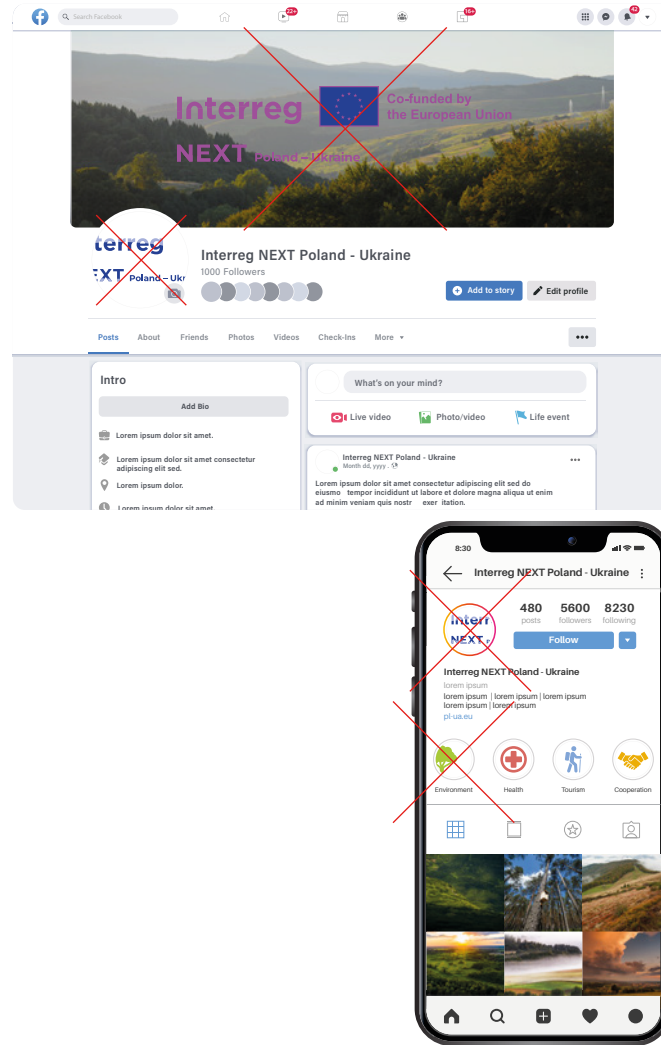 Search Facebook
22+
16+
42
Interreg
Co-funded by
the European Union
NEXT Poland – Ukraine
terreg
EXT Poland – Ukr
Interreg NEXT Poland - Ukraine
1000 Followers
Add to story
Edit profile
Posts About Friends Photos Videos Check-Ins More
Intro
Add Bio
Lorem ipsum dolor sit amet.
Lorem ipsum dolor sit amet consectetur
adipiscing elit sed.
Lorem ipsum dolor.
Lorem ipsum dolor sit amet.
What's on your mind?
Live video Photo/video Life event
Interreg NEXT Poland - Ukraine
Month dd, yyyy .
Lorem ipsum dolor sit amet consectetur adipiscing elit sed do
eiusmo tempor incididunt ut labore et dolore magna aliqua ut enim
ad minim veniam quis nostr exer itation.
8:30
Interreg NEXT Poland - Ukraine
Interr
NEXT P
480 5600 8230
posts followers following
Follow
Interreg NEXT Poland - Ukraine
lorem ipsum
lorem ipsum | lorem ipsum | lorem ipsum
lorem ipsum | lorem ipsum
pl-ua.eu
Environment Health Tourism Cooperation